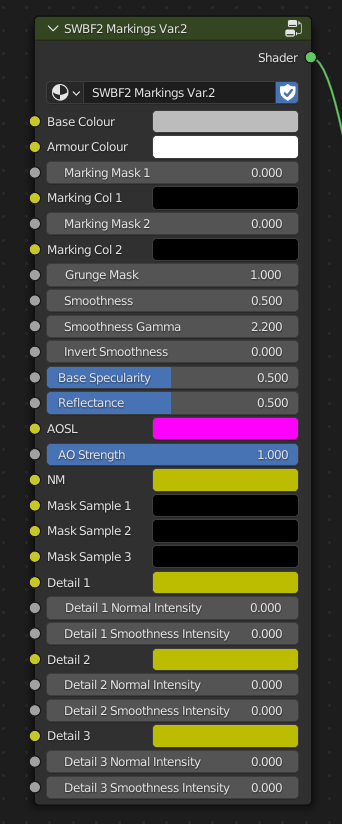 SWBF2 Markings Var.2
Shader
SWBF2 Markings Var.2
Base Colour
Armour Colour
Marking Mask 1 0.000
Marking Col 1
Marking Mask 2 0.000
Marking Col 2
Grunge Mask 1.000
Smoothness 0.500
Smoothness Gamma 2.200
Invert Smoothness 0.000
Base Specularity 0.500
Reflectance 0.500
AOSL
AO Strength 1.000
NM
Mask Sample 1
Mask Sample 2
Mask Sample 3
Detail 1
Detail 1 Normal Intensity 0.000
Detail 1 Smoothness Intensity 0.000
Detail 2
Detail 2 Normal Intensity 0.000
Detail 2 Smoothness Intensity 0.000
Detail 3
Detail 3 Normal Intensity 0.000
Detail 3 Smoothness Intensity 0.000